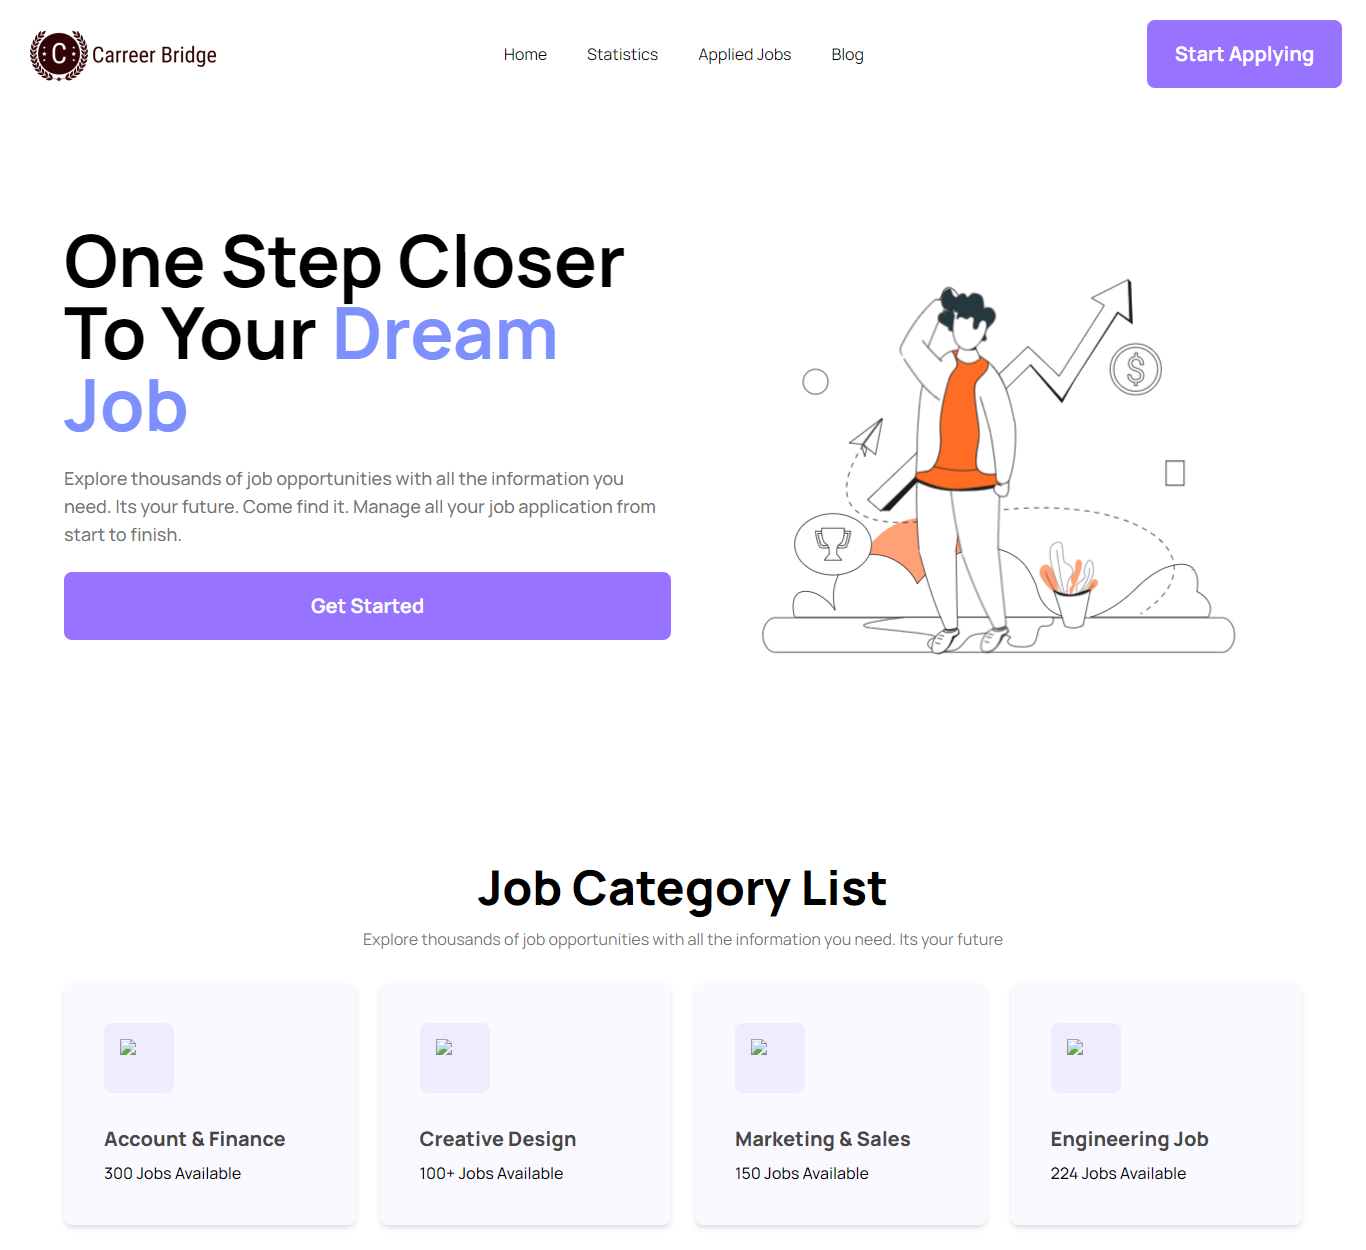 C Carreer Bridge
Home Statistics Applied Jobs Blog
Start Applying
One Step Closer
To Your Dream
Job
Explore thousands of job opportunities with all the information you
need. Its your future. Come find it. Manage all your job application from
start to finish.
Get Started
$
Job Category List
Explore thousands of job opportunities with all the information you need. Its your future
Account & Finance
300 Jobs Available
Creative Design
100+ Jobs Available
Marketing & Sales
150 Jobs Available
Engineering Job
224 Jobs Available